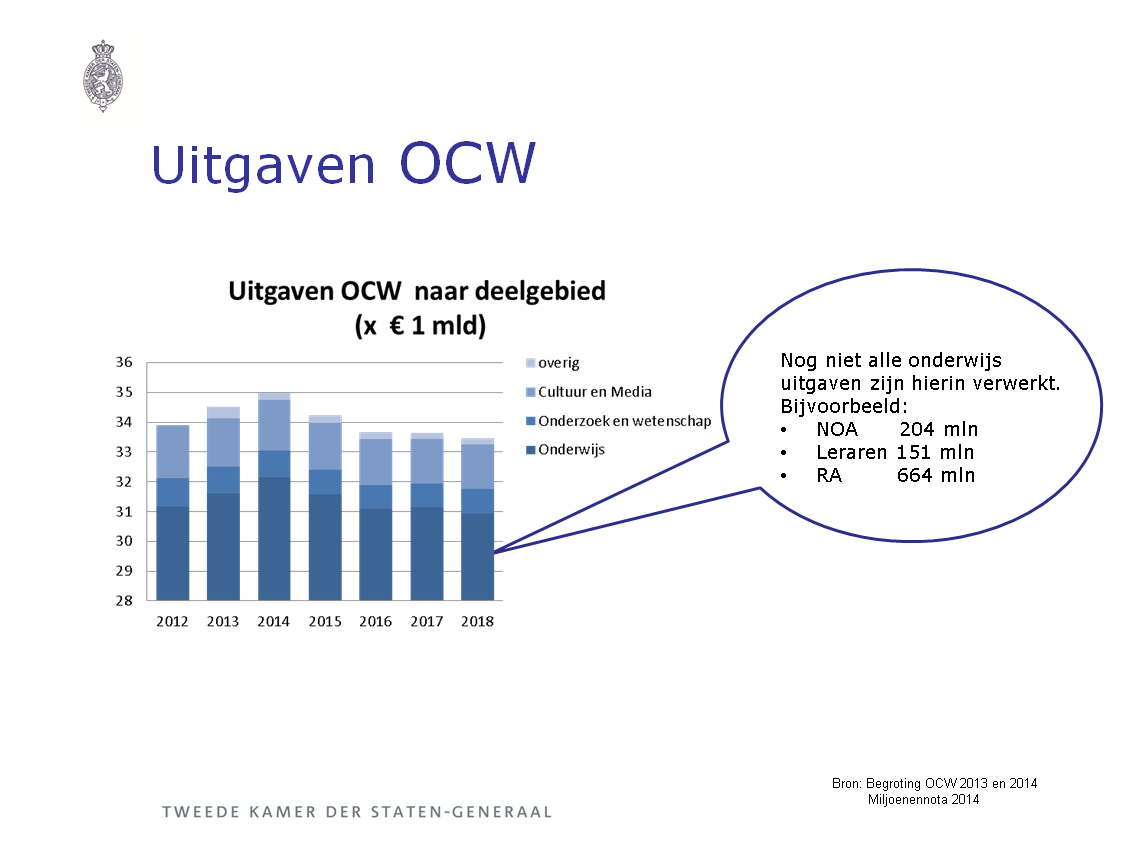 Uitgaven OCW
Uitgaven OCW naar deelgebied
(x € 1 mld)
36
35
34
33
32
31
30
29
28
2012 2013 2014 2015 2016 2017 2018
overig
Cultuur en Media
Onderzoek en wetenschap
Onderwijs
Nog niet alle onderwijs
uitgaven zijn hierin verwerkt.
Bijvoorbeeld:
• NOA 204 mln
• Leraren 151 mln
• RA 664 mln
Bron: Begroting OCW 2013 en 2014
Miljoenennota 2014
TWEEDE KAMER DER STATEN-GENERAAL